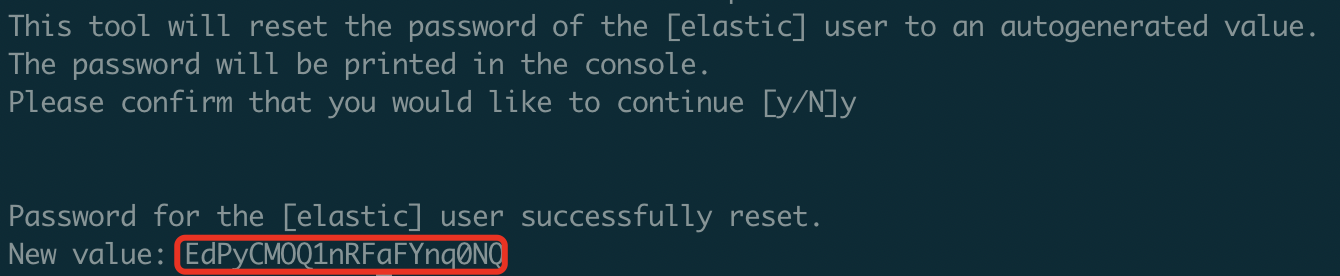 This tool will reset the password of the [elastic] user to an autogenerated value.
The password will be printed in the console.
Please confirm that you would like to continue [y/N]y
Password for the [elastic] user successfully reset.
New value: EdPyCMOQ1nRFaFYnq0NQ